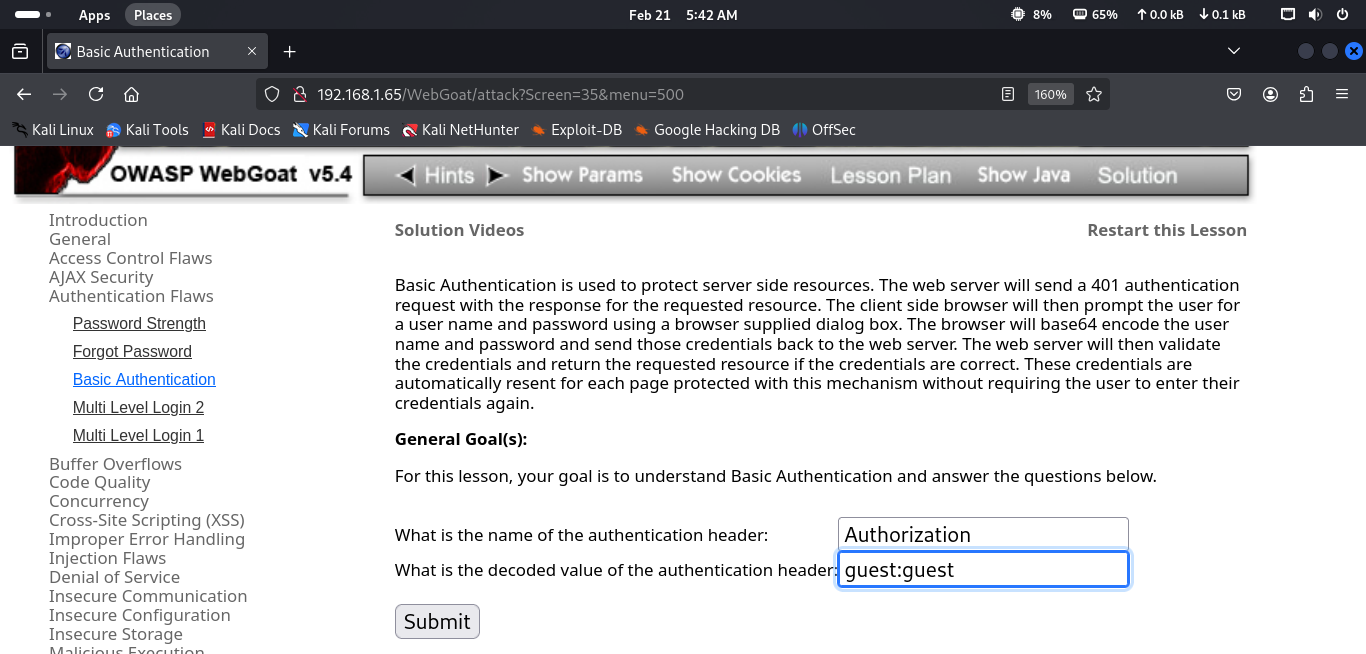 Apps Places Feb 21 5:42 AM 8% 65% 0.0 kB 0.1 kB
Basic Authentication
192.168.1.65/WebGoat/attack?Screen=35&menu=500 160%
Kali Linux Kali Tools Kali Docs Kali Forums Kali NetHunter Exploit-DB Google Hacking DB OffSec
OWASP WebGoat v5.4 Hints Show Params Show Cookies Lesson Plan Show Java Solution
Introduction
General
Access Control Flaws
AJAX Security
Authentication Flaws
Password Strength
Forgot Password
Basic Authentication
Multi Level Login 2
Multi Level Login 1
Buffer Overflows
Code Quality
Concurrency
Cross-Site Scripting (XSS)
Improper Error Handling
Injection Flaws
Denial of Service
Insecure Communication
Insecure Configuration
Insecure Storage
Malicious Execution
Solution Videos Restart this Lesson
Basic Authentication is used to protect server side resources. The web server will send a 401 authentication
request with the response for the requested resource. The client side browser will then prompt the user for
a user name and password using a browser supplied dialog box. The browser will base64 encode the user
name and password and send those credentials back to the web server. The web server will then validate
the credentials and return the requested resource if the credentials are correct. These credentials are
automatically resent for each page protected with this mechanism without requiring the user to enter their
credentials again.
General Goal(s):
For this lesson, your goal is to understand Basic Authentication and answer the questions below.
What is the name of the authentication header: Authorization
What is the decoded value of the authentication header: guest:guest
Submit